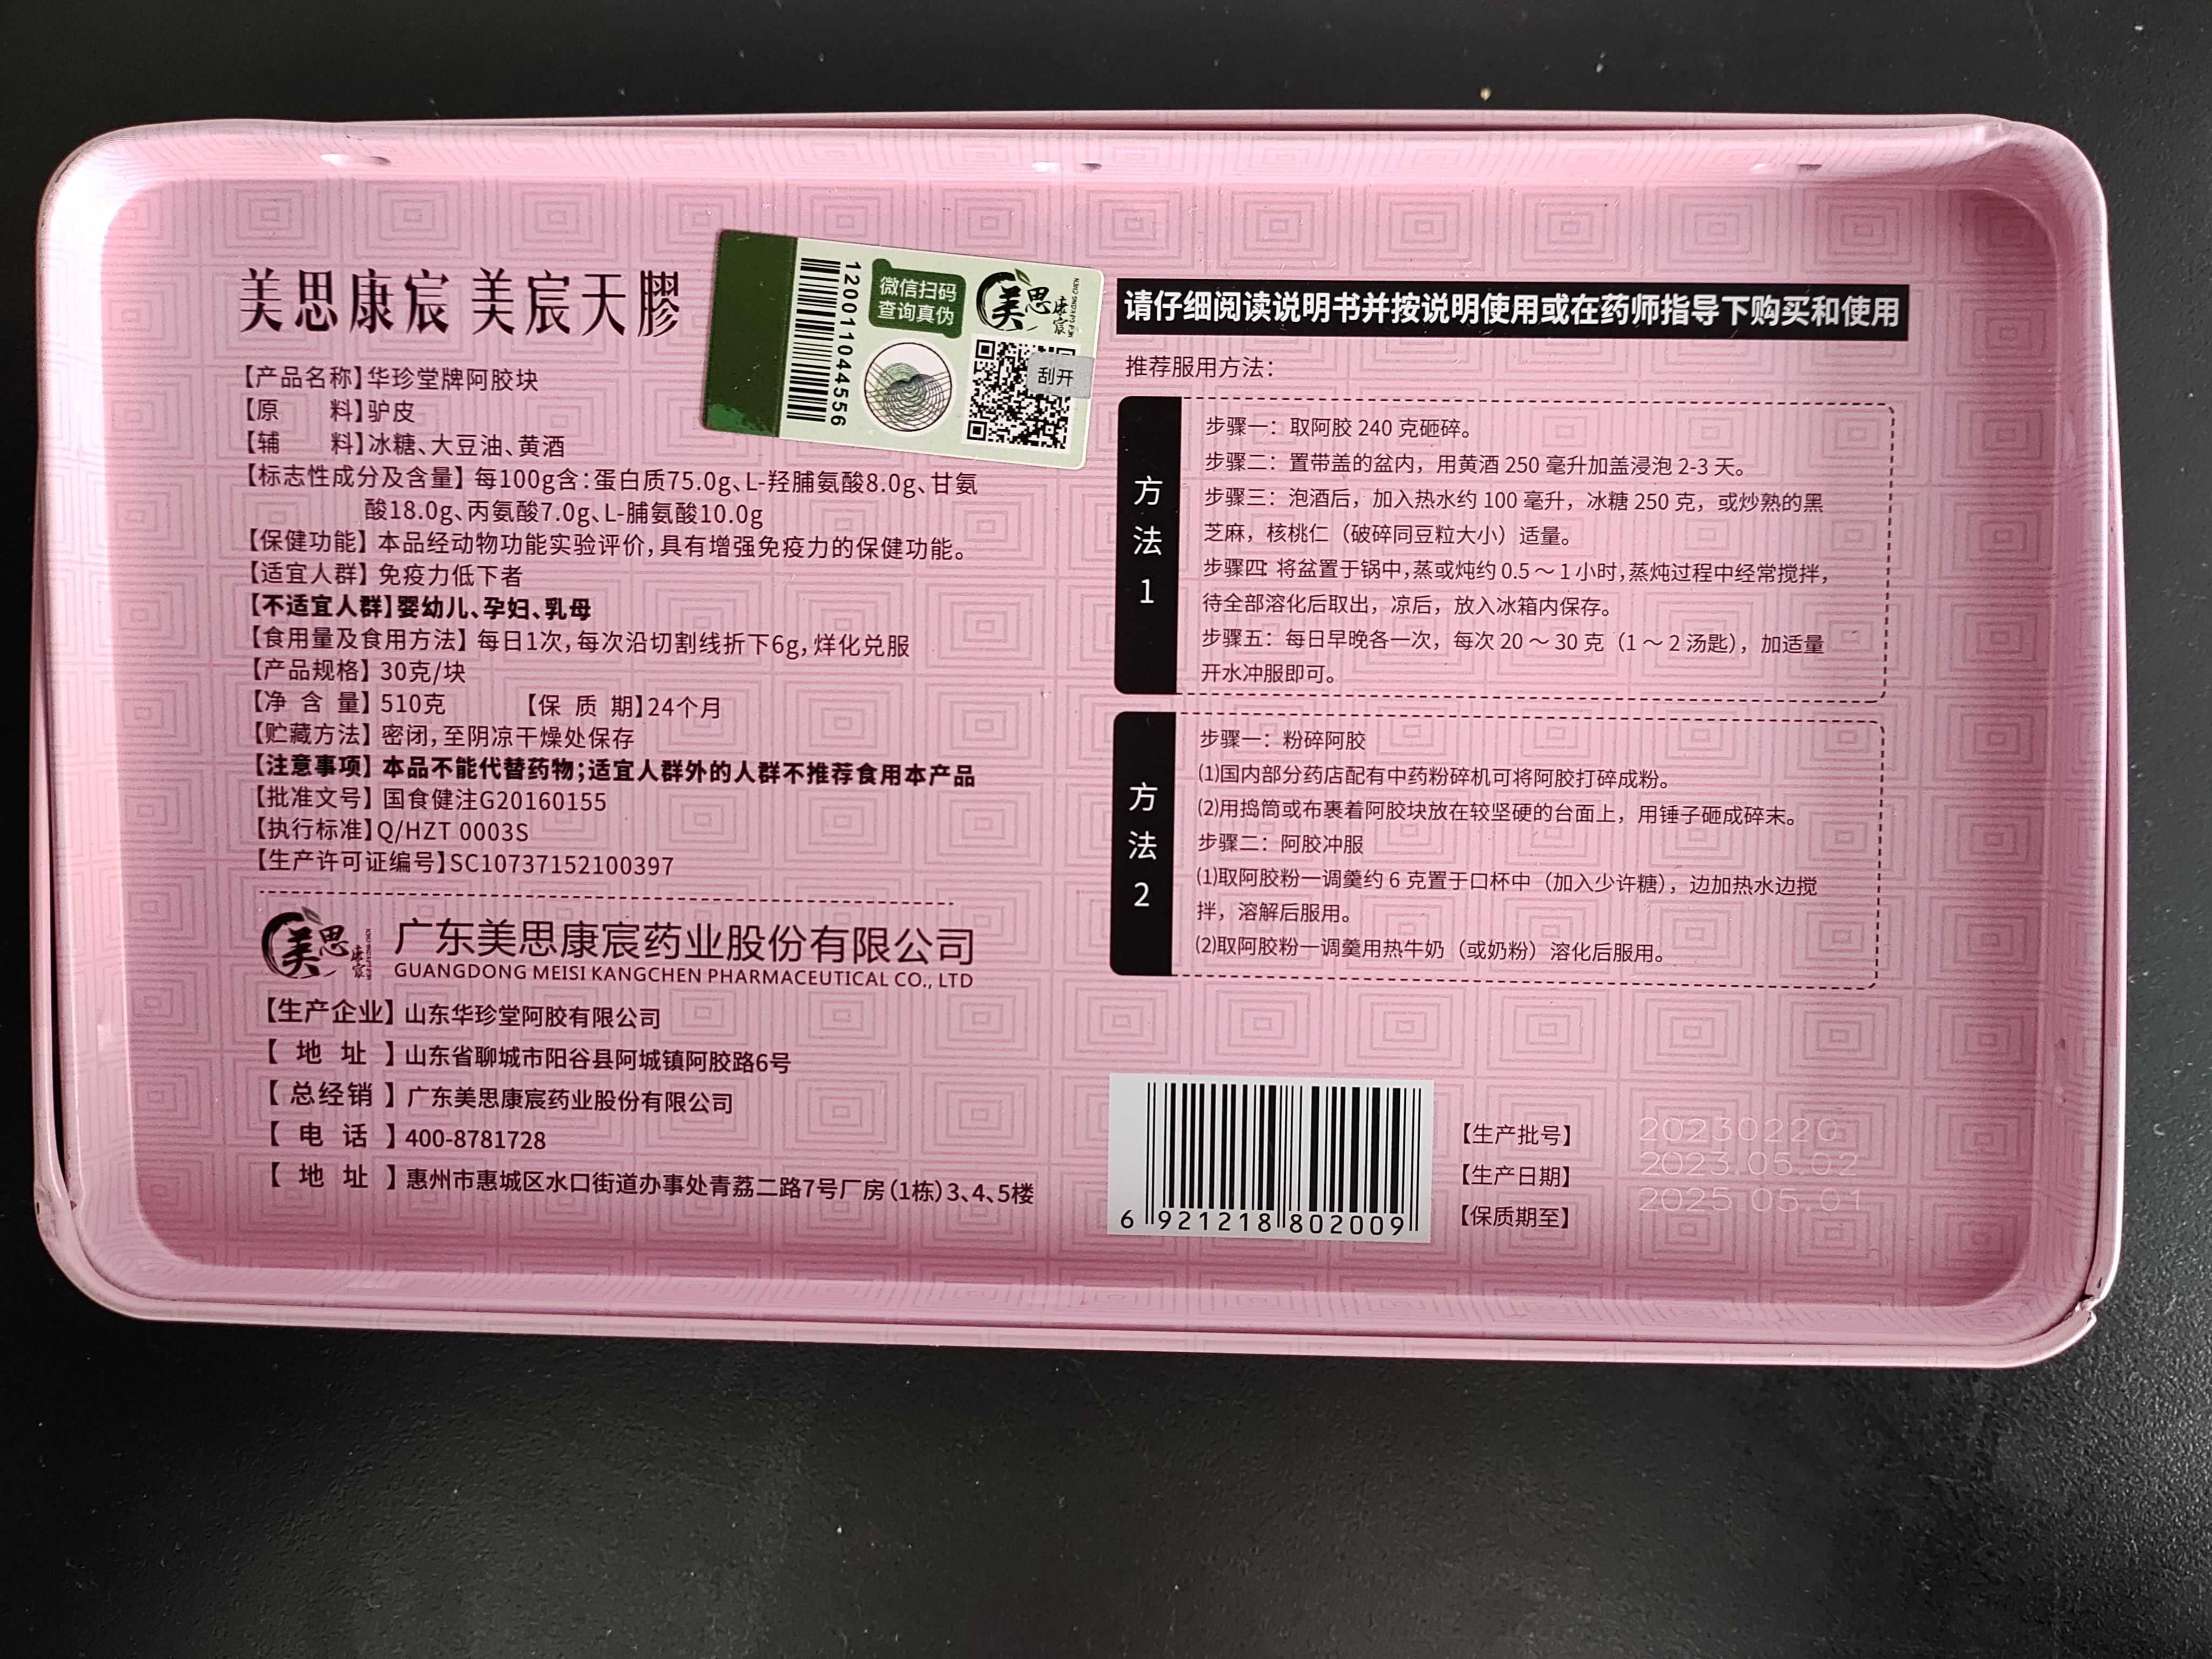 美思康宸 美宸天膠
【产品名称】华珍堂牌阿胶块
【原 料】驴皮
【辅 料】冰糖、大豆油、黄酒
【标志性成分及含量】每100g含:蛋白质75.0g、L-羟脯氨酸8.0g、甘氨
酸18.0g、丙氨酸7.0g、L-脯氨酸10.0g
【保健功能】本品经动物功能实验评价,具有增强免疫力的保健功能。
【适宜人群】免疫力低下者
【不适宜人群】婴幼儿、孕妇、乳母
【食用量及食用方法】每日1次,每次沿切割线折下6g,烊化兑服
【产品规格】30克/块
【净 含 量】510克 【保 质 期】24个月
【贮藏方法】密闭,至阴凉干燥处保存
【注意事项】本品不能代替药物;适宜人群外的人群不推荐食用本产品
【批准文号】国食健注G20160155
【执行标准】Q/HZT 0003S
【生产许可证编号】SC10737152100397
美思康宸
广东美思康宸药业股份有限公司
GUANGDONG MEISI KANGCHEN PHARMACEUTICAL CO., LTD
【生产企业】山东华珍堂阿胶有限公司
【地 址】山东省聊城市阳谷县阿城镇阿胶路6号
【总经销】广东美思康宸药业股份有限公司
【电 话】400-8781728
【地 址】惠州市惠城区水口街道办事处青荔二路7号厂房(1栋)3、4、5楼
1200110445​56
微信扫码
查询真伪
美思康宸
刮开
请仔细阅读说明书并按说明使用或在药师指导下购买和使用
推荐服用方法:
方法1
步骤一:取阿胶 240 克砸碎。
步骤二:置带盖的盆内,用黄酒 250 毫升加盖浸泡 2-3 天。
步骤三:泡酒后,加入热水约 100 毫升,冰糖 250 克,或炒熟的黑
芝麻,核桃仁(破碎同豆粒大小)适量。
步骤四:将盆置于锅中,蒸或炖约 0.5～1 小时,蒸炖过程中经常搅拌,
待全部溶化后取出,凉后,放入冰箱内保存。
步骤五:每日早晚各一次,每次 20～30 克(1～2 汤匙),加适量
开水冲服即可。
方法2
步骤一:粉碎阿胶
⑴国内部分药店配有中药粉碎机可将阿胶打碎成粉。
⑵用捣筒或布裹着阿胶块放在较坚硬的台面上,用锤子砸成碎末。
步骤二:阿胶冲服
⑴取阿胶粉一调羹约 6 克置于口杯中(加入少许糖),边加热水边搅
拌,溶解后服用。
⑵取阿胶粉一调羹用热牛奶(或奶粉)溶化后服用。
6 921218 802009
【生产批号】 20230220
【生产日期】 2023.05.02
【保质期至】 2025.05.01